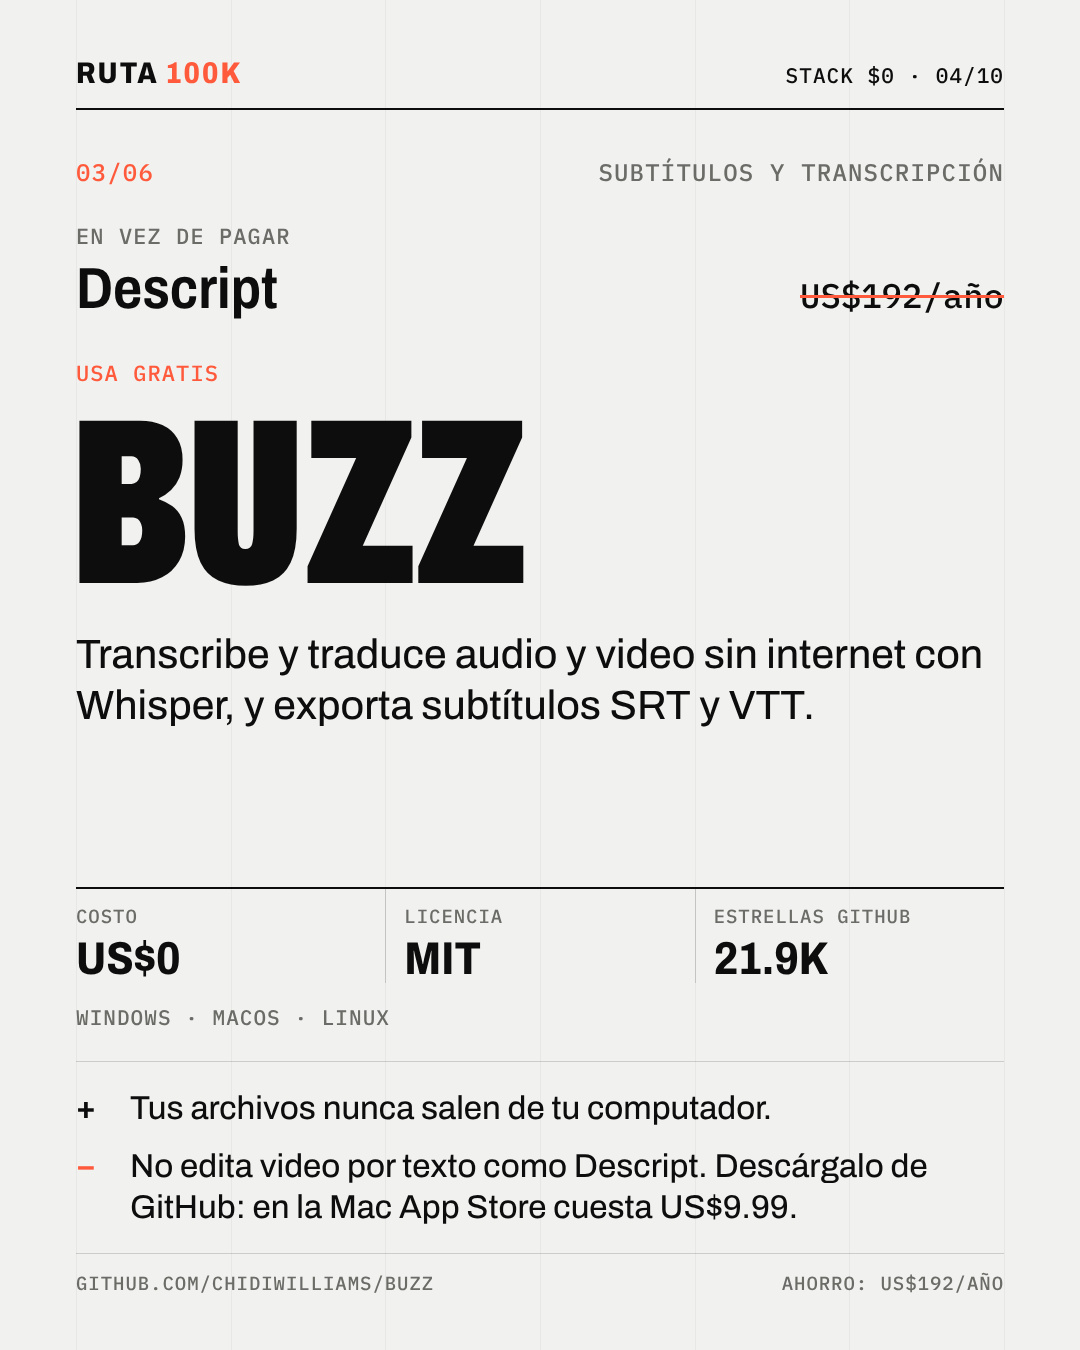 RUTA 100K
STACK $0 · 04/10
03/06
SUBTÍTULOS Y TRANSCRIPCIÓN
EN VEZ DE PAGAR
Descript
US$192/año
USA GRATIS
BUZZ
Transcribe y traduce audio y video sin internet con
Whisper, y exporta subtítulos SRT y VTT.
COSTO
US$0
LICENCIA
MIT
ESTRELLAS GITHUB
21.9K
WINDOWS · MACOS · LINUX
+ Tus archivos nunca salen de tu computador.
– No edita video por texto como Descript. Descárgalo de
GitHub: en la Mac App Store cuesta US$9.99.
GITHUB.COM/CHIDIWILLIAMS/BUZZ
AHORRO: US$192/AÑO